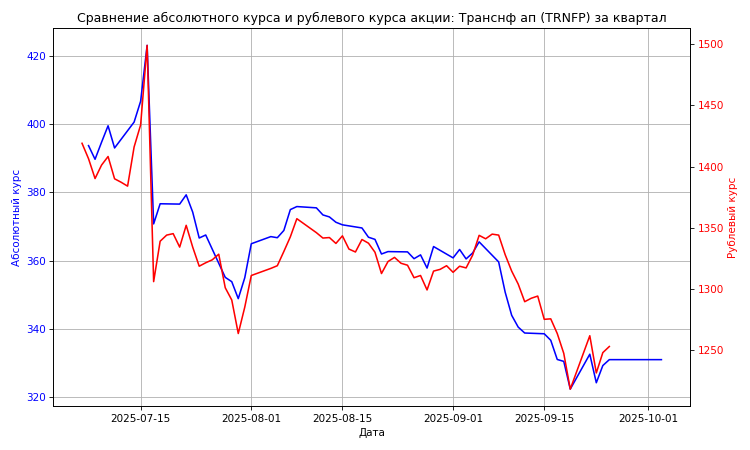 Сравнение абсолютного курса и рублевого курса акции: Транснф ап (TRNFP) за квартал
420
400
380
360
340
320
Абсолютный курс
1500
1450
1400
1350
1300
1250
Рублевый курс
2025-07-15 2025-08-01 2025-08-15 2025-09-01 2025-09-15 2025-10-01
Дата